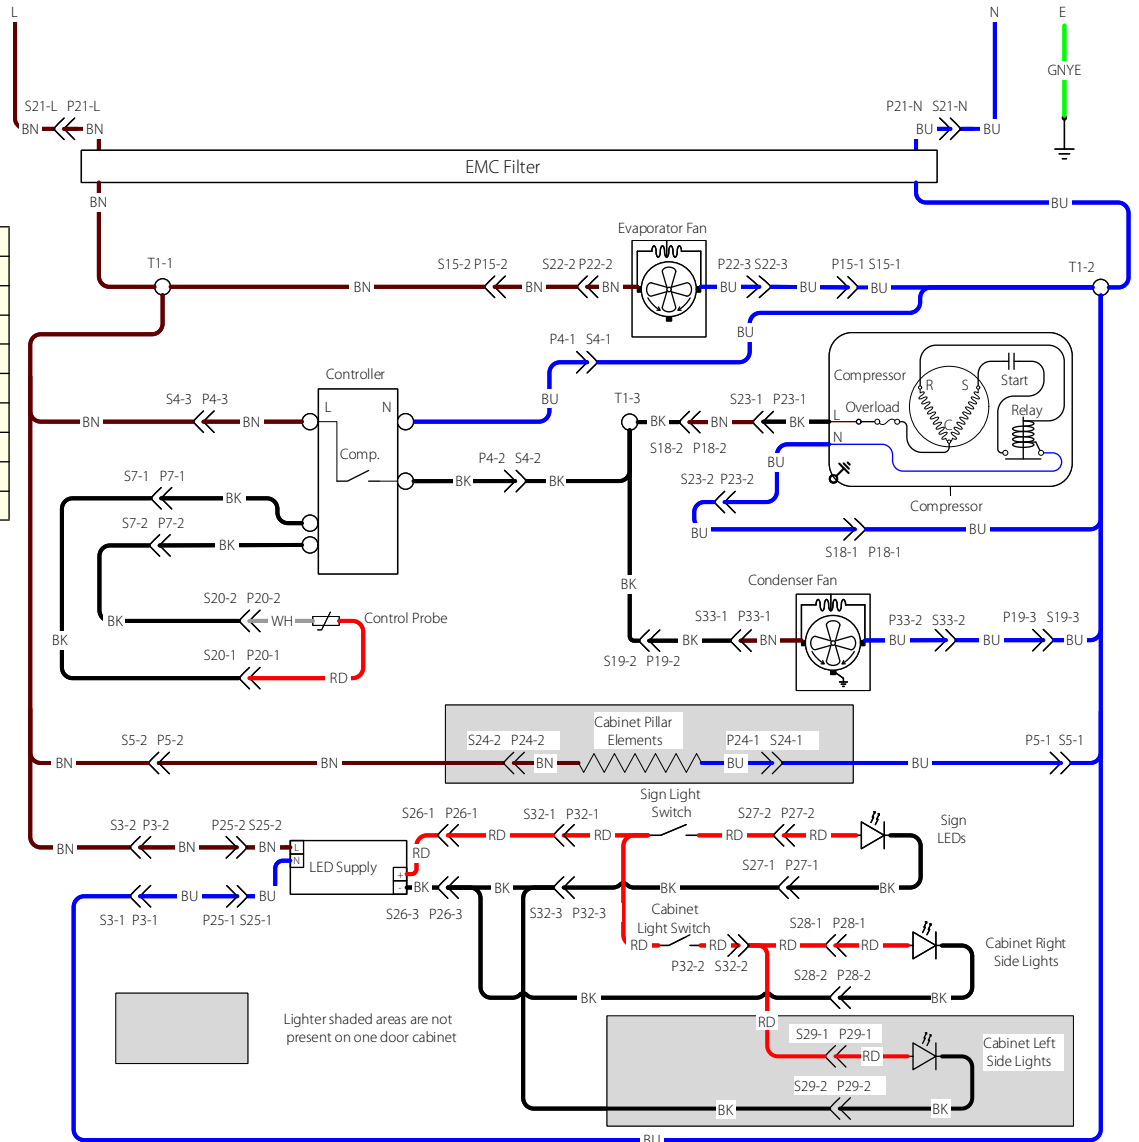 L N E
GNYE
S21-L P21-L P21-N S21-N
BN BN BU BU
EMC Filter
BN BU
Evaporator Fan
T1-1 S15-2 P15-2 S22-2 P22-2 P22-3 S22-3 P15-1 S15-1 T1-2
BN BN BN BU BU BU
BU
P4-1 S4-1
Controller Compressor R S Start
BU
S4-3 P4-3 L N T1-3 S23-1 P23-1 L Overload Relay
BN BN BK BN BK C
S18-2 P18-2 N
Comp. BU
P4-2 S4-2
S7-1 P7-1 BK BK S23-2 P23-2
BK
Compressor
S7-2 P7-2 BU BU
BK S18-1 P18-1
BK Condenser Fan
S20-2 P20-2
BK WH Control Probe S33-1 P33-1 P33-2 S33-2 P19-3 S19-3
BK BK BN BU BU BU
S20-1 P20-1 S19-2 P19-2
RD
Cabinet Pillar
Elements
S5-2 P5-2 S24-2 P24-2 P24-1 S24-1 P5-1 S5-1
BN BN BN BU BU
Sign Light
Switch
S3-2 P3-2 P25-2 S25-2 S26-1 P26-1 S32-1 P32-1 S27-2 P27-2 Sign
LEDs
RD RD RD RD
BN BN BN L RD
N LED Supply +
-
S27-1 P27-1
BU BU BK BK BK BK
S3-1 P3-1 P25-1 S25-1 S26-3 P26-3 S32-3 P32-3
Cabinet
Light Switch
S28-1 P28-1
RD RD RD RD Cabinet Right
Side Lights
P32-2 S32-2
S28-2 P28-2
BK BK
Lighter shaded areas are not
present on one door cabinet
RD
S29-1 P29-1
RD Cabinet Left
Side Lights
S29-2 P29-2
BK BK
BU